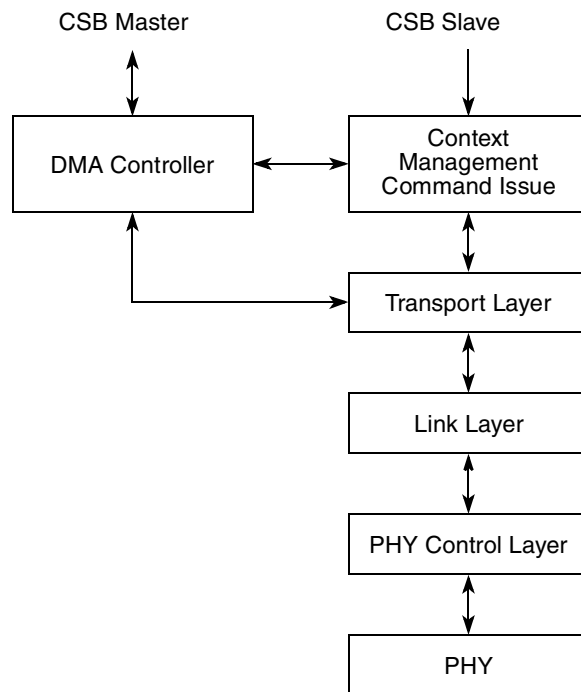 CSB Master
CSB Slave
DMA Controller
Context
Management
Command Issue
Transport Layer
Link Layer
PHY Control Layer
PHY